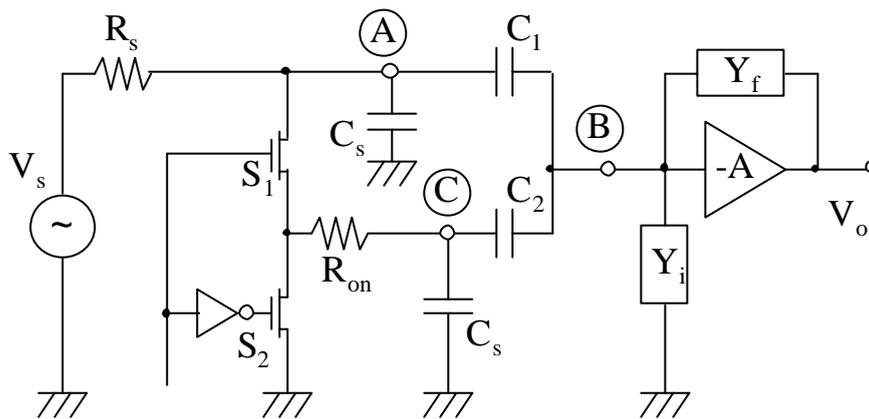 R_s
A
C_1
Y_f
B
C_s
V_s
S_1
-A
C
C_2
V_o
~
R_on
Y_i
S_2
C_s